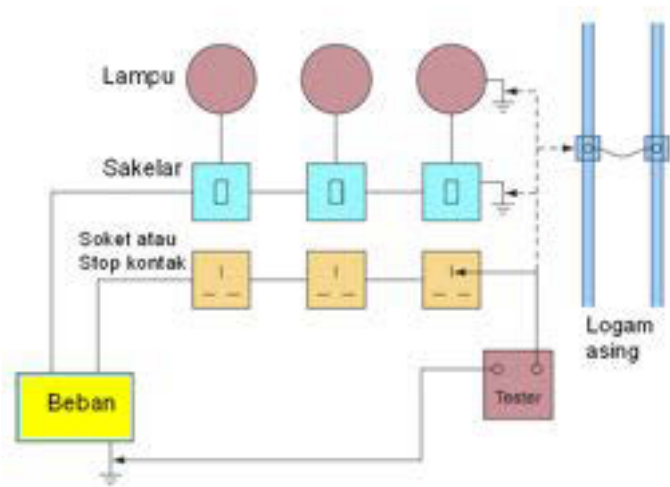 Lampu
Sakelar
Soket atau
Stop kontak
Logam
asing
Beban
Tester